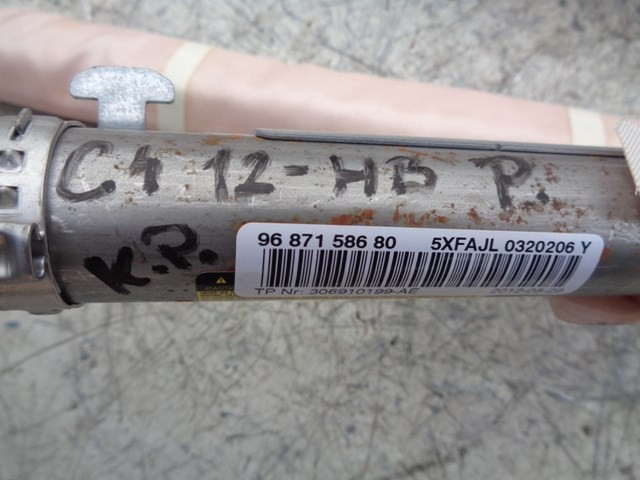 C4 12-HB P.
K.P.
96 871 586 80 5XFAJL 0320206 Y
TP Nr: 306910199-AE